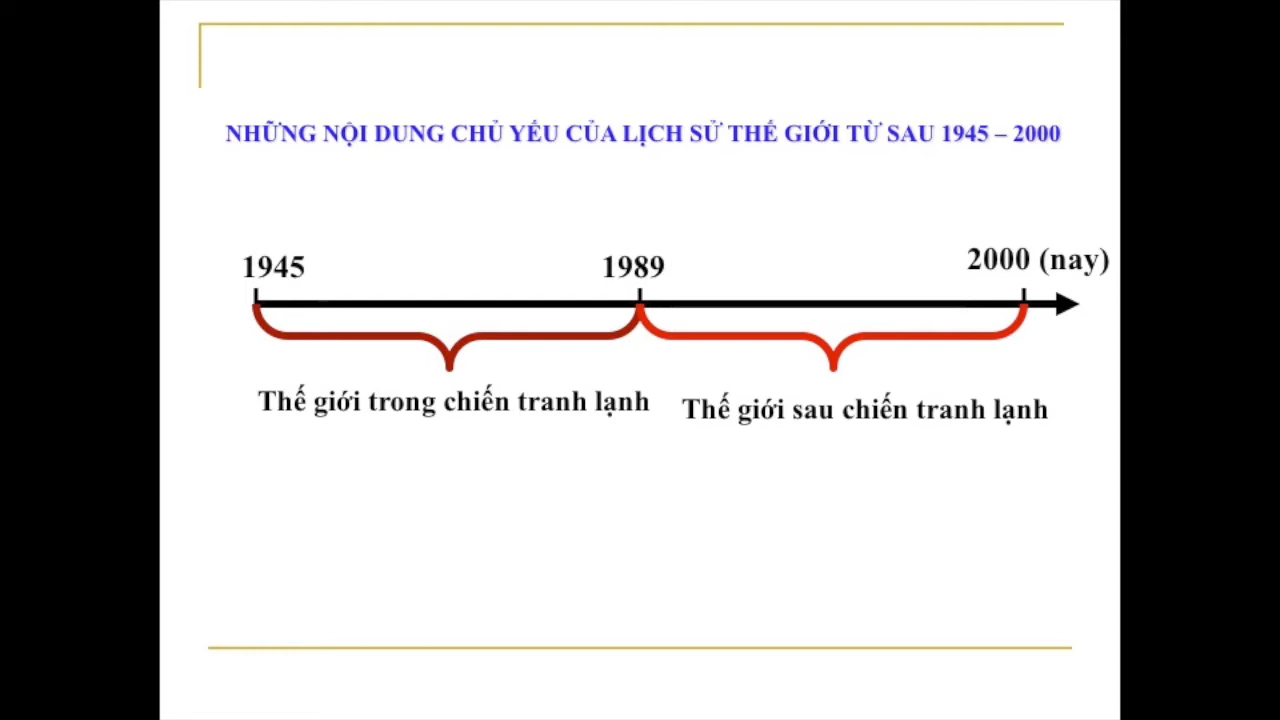 NHỮNG NỘI DUNG CHỦ YẾU CỦA LỊCH SỬ THẾ GIỚI TỪ SAU 1945 – 2000
1945
1989
2000 (nay)
Thế giới trong chiến tranh lạnh
Thế giới sau chiến tranh lạnh